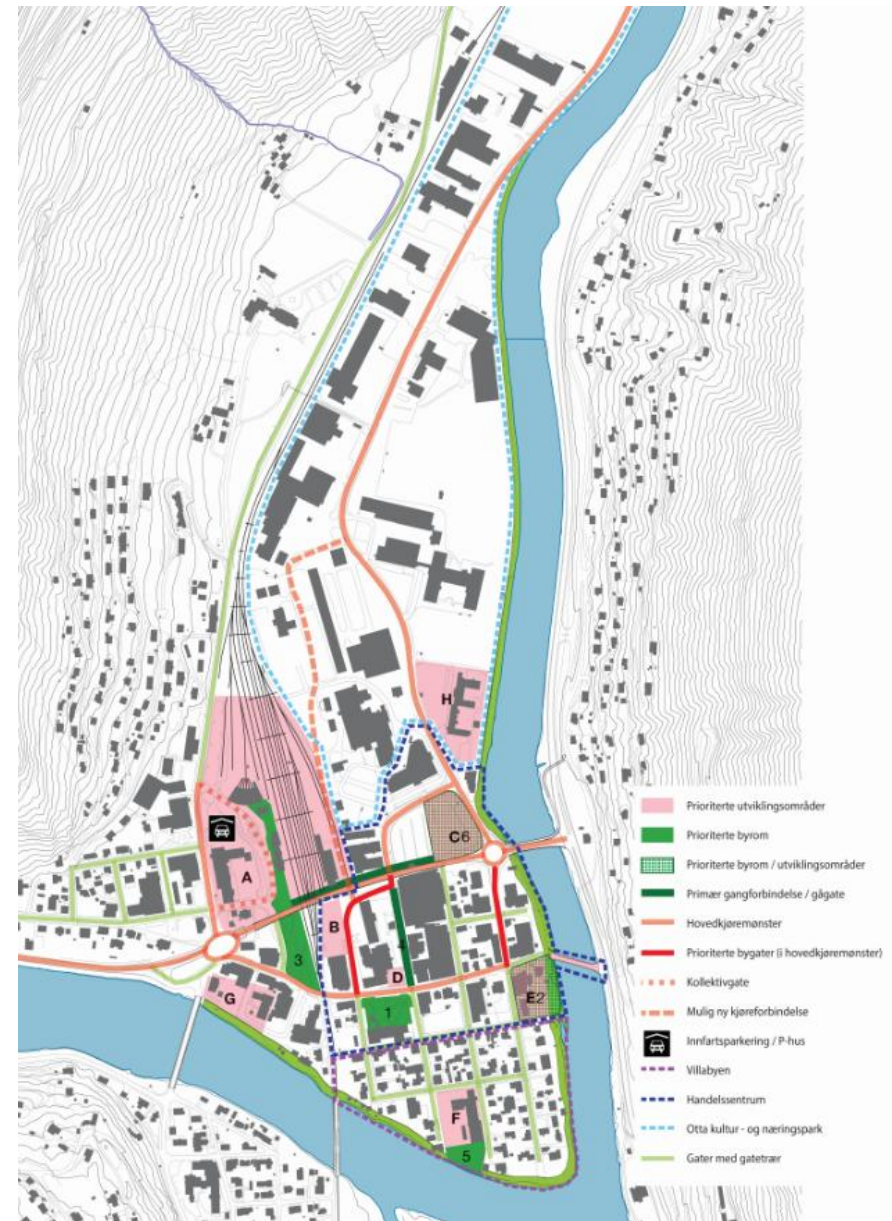 H
C6
A
B
4
D
3
E2
G
1
F
5
Prioriterte utviklingsområder
Prioriterte byrom
Prioriterte byrom / utviklingsområder
Primær gangforbindelse / gågate
Hovedkjøremønster
Prioriterte bygater (i hovedkjøremønster)
Kollektivgate
Mulig ny kjøreforbindelse
Innfartsparkering / P-hus
Villabyen
Handelssentrum
Otta kultur - og næringspark
Gater med gatetrær